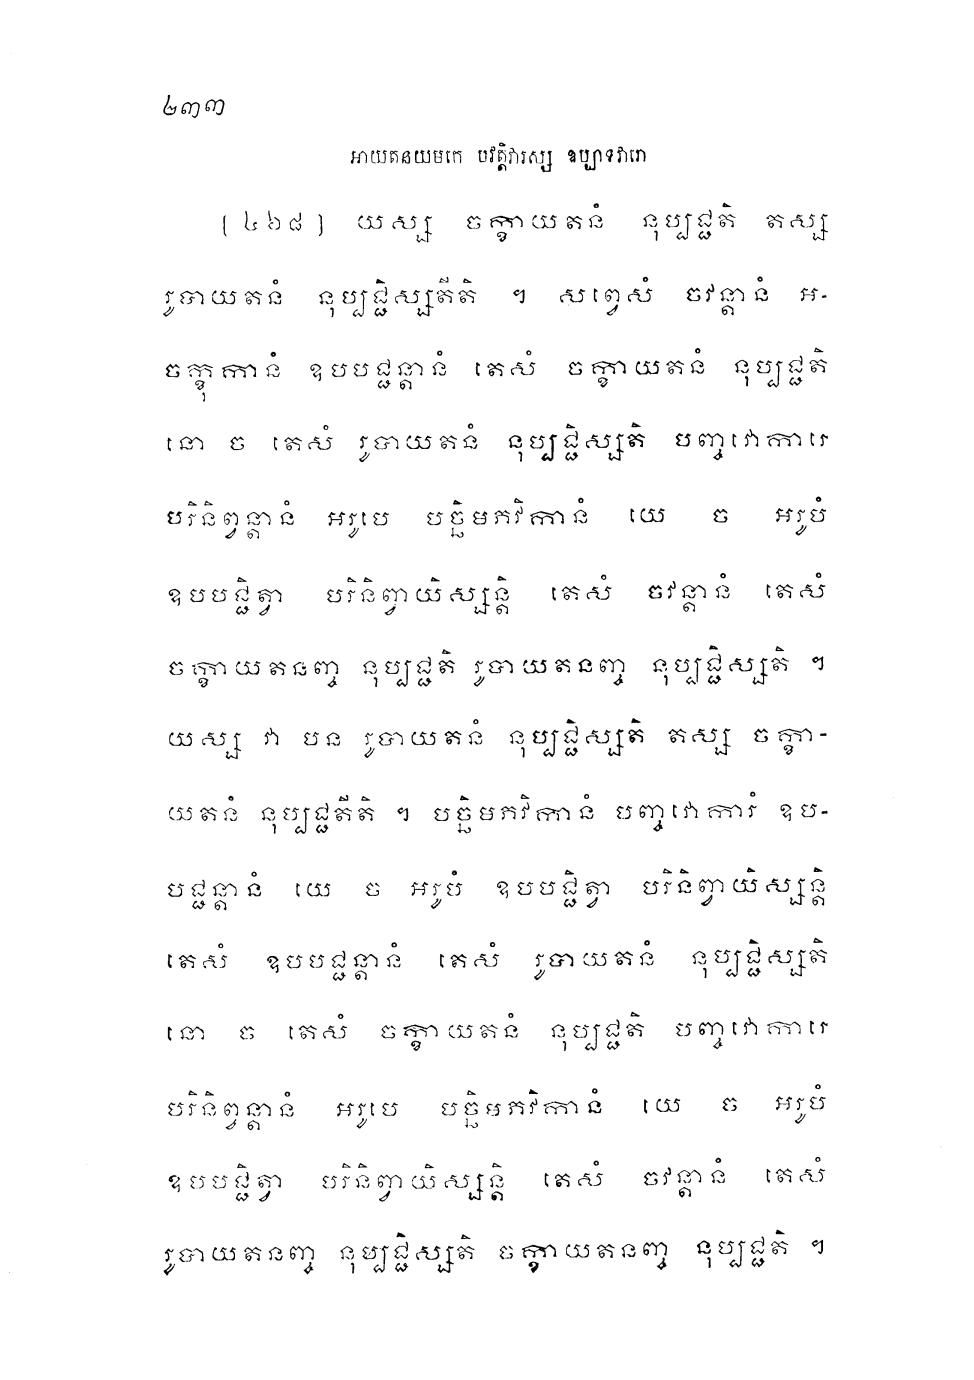 ២៣៣
អាយតនយមកេ បវត្តិវារស្ស ឧប្បាទវារោ
[៤៦៨] យស្ស ចក្ខាយតនំ នុប្បជ្ជតិ តស្ស
រូបាយតនំ នុប្បជ្ជិស្សតីតិ ។ សព្វេសំ ចវន្តានំ អ-
ចក្ខុកានំ ឧបបជ្ជន្តានំ តេសំ ចក្ខាយតនំ នុប្បជ្ជតិ
នោ ច តេសំ រូបាយតនំ នុប្បជ្ជិស្សតិ បញ្ចវោការេ
បរិនិព្វន្តានំ អរូបេ បច្ឆិមភវិកានំ យេ ច អរូបំ
ឧបបជ្ជិត្វា បរិនិព្វាយិស្សន្តិ តេសំ ចវន្តានំ តេសំ
ចក្ខាយតនញ្ច នុប្បជ្ជតិ រូបាយតនញ្ច នុប្បជ្ជិស្សតិ ។
យស្ស វា បន រូបាយតនំ នុប្បជ្ជិស្សតិ តស្ស ចក្ខា-
យតនំ នុប្បជ្ជតីតិ ។ បច្ឆិមភវិកានំ បញ្ចវោការំ ឧប-
បជ្ជន្តានំ យេ ច អរូបំ ឧបបជ្ជិត្វា បរិនិព្វាយិស្សន្តិ
តេសំ ឧបបជ្ជន្តានំ តេសំ រូបាយតនំ នុប្បជ្ជិស្សតិ
នោ ច តេសំ ចក្ខាយតនំ នុប្បជ្ជតិ បញ្ចវោការេ
បរិនិព្វន្តានំ អរូបេ បច្ឆិមភវិកានំ យេ ច អរូបំ
ឧបបជ្ជិត្វា បរិនិព្វាយិស្សន្តិ តេសំ ចវន្តានំ តេសំ
រូបាយតនញ្ច នុប្បជ្ជិស្សតិ ចក្ខាយតនញ្ច នុប្បជ្ជតិ ។